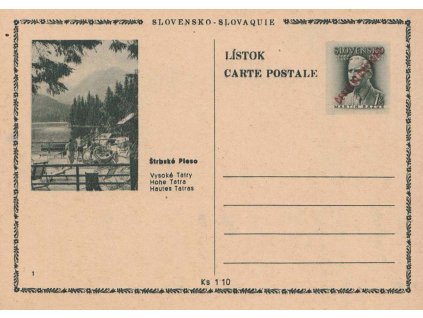 SLOVENSKO - SLOVAQUIE
LÍSTOK
CARTE POSTALE
SLOVENSKO
Štrbské Pleso
Vysoké Tatry
Hohe Tatra
Hautes Tatras
1
Ks 1·10